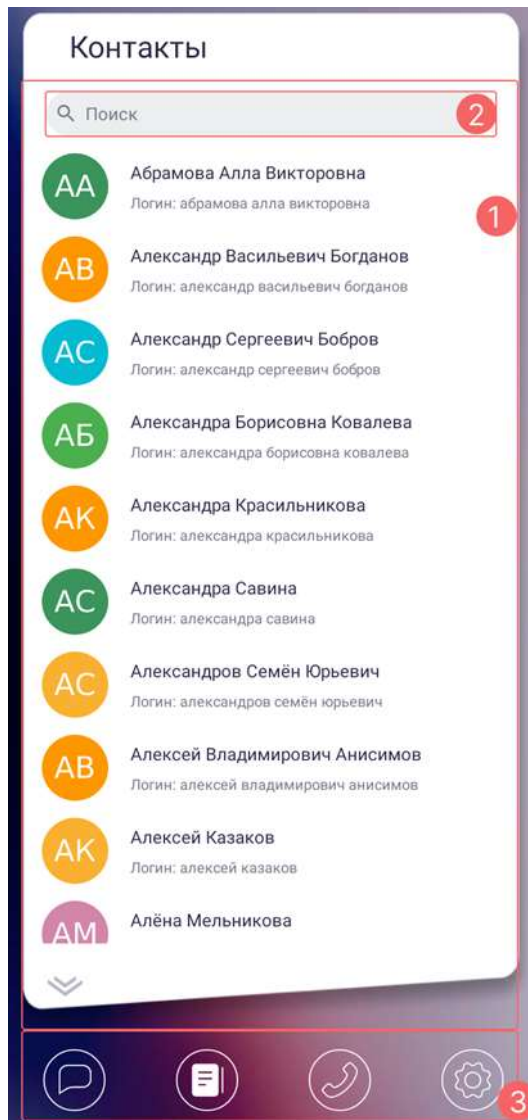 Контакты
Поиск
2
АА
Абрамова Алла Викторовна
Логин: абрамова алла викторовна
1
АВ
Александр Васильевич Богданов
Логин: александр васильевич богданов
АС
Александр Сергеевич Бобров
Логин: александр сергеевич бобров
АБ
Александра Борисовна Ковалева
Логин: александра борисовна ковалева
АК
Александра Красильникова
Логин: александра красильникова
АС
Александра Савина
Логин: александра савина
АС
Александров Семён Юрьевич
Логин: александров семён юрьевич
АВ
Алексей Владимирович Анисимов
Логин: алексей владимирович анисимов
АК
Алексей Казаков
Логин: алексей казаков
АМ
Алёна Мельникова
3